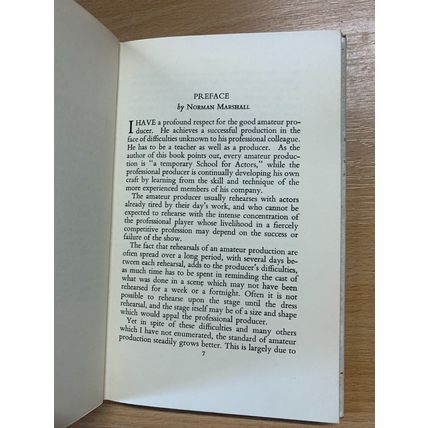 PREFACE
by NORMAN MARSHALL
I HAVE a profound respect for the good amateur pro-
ducer. He achieves a successful production in the
face of difficulties unknown to his professional colleague.
He has to be a teacher as well as a producer. As the
author of this book points out, every amateur produc-
tion is "a temporary School for Actors," while the
professional producer is continually developing his own
craft by learning from the skill and technique of the
more experienced members of his company.
The amateur producer usually rehearses with actors
already tired by their day's work, and who cannot be
expected to rehearse with the intense concentration of
the professional player whose livelihood in a fiercely
competitive profession may depend on the success or
failure of the show.
The fact that rehearsals of an amateur production are
often spread over a long period, with several days be-
tween each rehearsal, adds to the producer's difficulties,
as much time has to be spent in reminding the cast of
what was done in a scene which may not have been
rehearsed for a week or a fortnight. Often it is not
possible to rehearse upon the stage until the dress
rehearsal, and the stage itself may be of a size and shape
which would appal the professional producer.
Yet in spite of these difficulties and many others
which I have not enumerated, the standard of amateur
production steadily grows better. This is largely due to
7